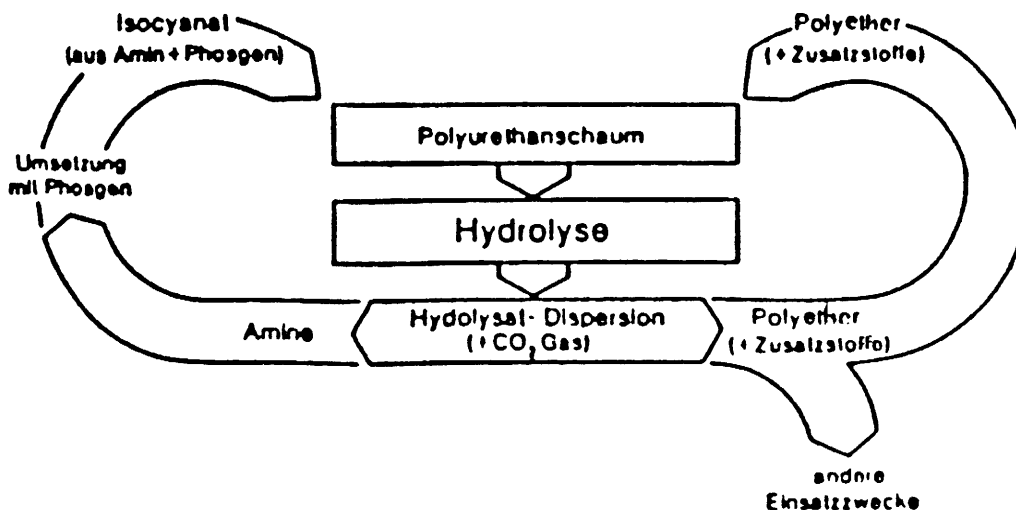 Isocyanat
(aus Amin + Phosgen)
Polyether
(+ Zusatzstoffe)
Polyurethanschaum
Umsetzung
mit Phosgen
Hydrolyse
Amine
Hydolysat-Dispersion
(+CO₂ Gas)
Polyether
(+ Zusatzstoffe)
andere
Einsatzzwecke